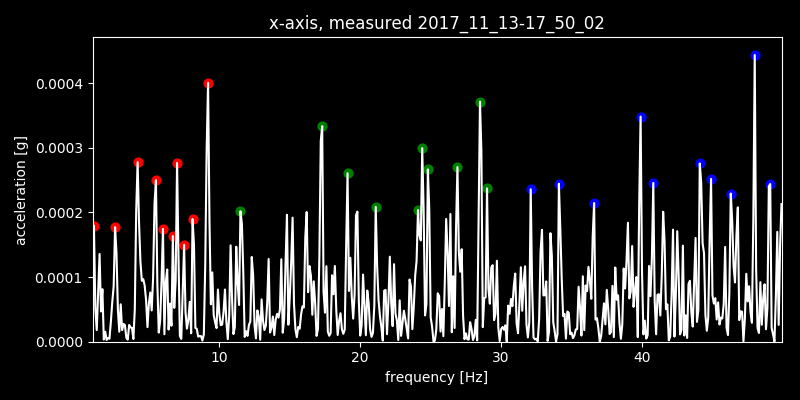 x-axis, measured 2017_11_13-17_50_02
acceleration [g]
0.0004
0.0003
0.0002
0.0001
0.0000
10 20 30 40
frequency [Hz]